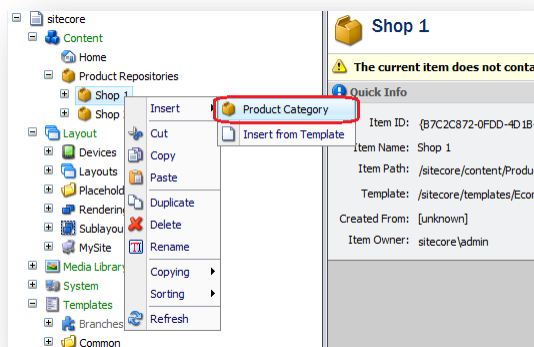 sitecore
Content
Home
Product Repositories
Shop 1
Shop
Layout
Devices
Layouts
Rendering
Sublayou
MySite
Media Library
System
Templates
Branches
Common
Insert
Cut
Copy
Paste
Duplicate
Delete
Rename
Copying
Sorting
Refresh
Product Category
Insert from Template
Shop 1
The current item does not conta
Quick Info
Item ID: {B7C2C872-0FDD-4D1B-
Item Name: Shop 1
Item Path: /sitecore/content/Produ
Template: /sitecore/templates/Econ
Created From: [unknown]
Item Owner: sitecore\admin